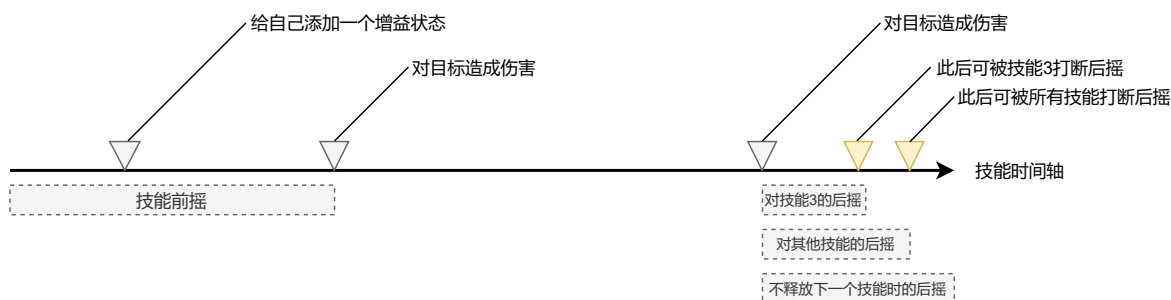 给自己添加一个增益状态
对目标造成伤害
对目标造成伤害
此后可被技能3打断后摇
此后可被所有技能打断后摇
技能时间轴
技能前摇
对技能3的后摇
对其他技能的后摇
不释放下一个技能时的后摇